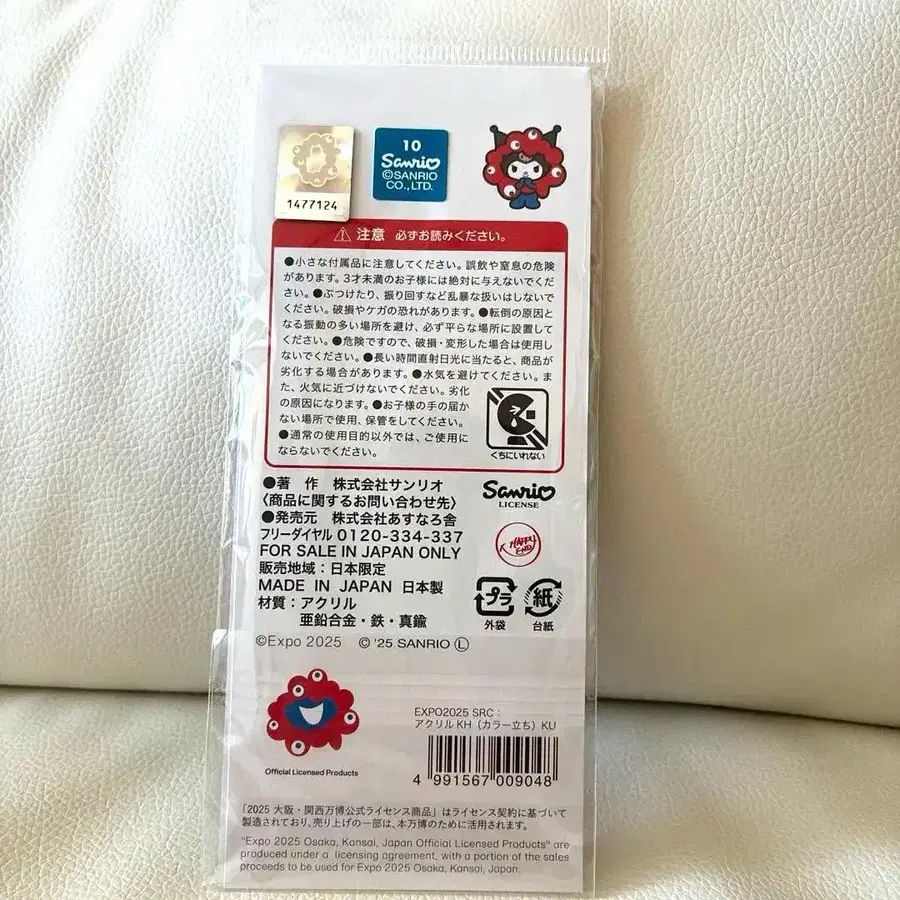 1477124
10
Sanrio
©SANRIO
CO.,LTD.
⚠ 注意 必ずお読みください。
●小さな付属品に注意してください。誤飲や窒息の危険
があります。3才未満のお子様には絶対に与えないでくだ
さい。●ぶつけたり、振り回すなど乱暴な扱いはしないで
ください。破損やケガの恐れがあります。●転倒の原因と
なる振動の多い場所を避け、必ず平らな場所に設置して
ください。●危険ですので、破損・変形した場合は使用し
ないでください。●長い時間直射日光に当たると、商品が
劣化する場合があります。●水気を避けてください。ま
た、火気に近づけないでください。劣化
の原因になります。●お子様の手の届か
ない場所で使用、保管をしてください。
●通常の使用目的以外では、ご使用に
ならないでください。
くちにいれない
●著 作 株式会社サンリオ
〈商品に関するお問い合わせ先〉
●発売元 株式会社あすなろ舎
フリーダイヤル 0120-334-337
FOR SALE IN JAPAN ONLY
販売地域：日本限定
MADE IN JAPAN 日本製
材質：アクリル
亜鉛合金・鉄・真鍮
Sanrio
LICENSE
HAPPY
END
プラ
外袋
紙
台紙
©Expo 2025 © '25 SANRIO Ⓛ
Official Licensed Products
EXPO2025 SRC：
アクリルKH（カラー立ち）KU
4 991567 009048
「2025 大阪・関西万博公式ライセンス商品」はライセンス契約に基づいて
製造されており、売り上げの一部は、本万博のために活用されます。
"Expo 2025 Osaka, Kansai, Japan Official Licensed Products" are
produced under a licensing agreement, with a portion of the sales
proceeds to be used for Expo 2025 Osaka, Kansai, Japan.